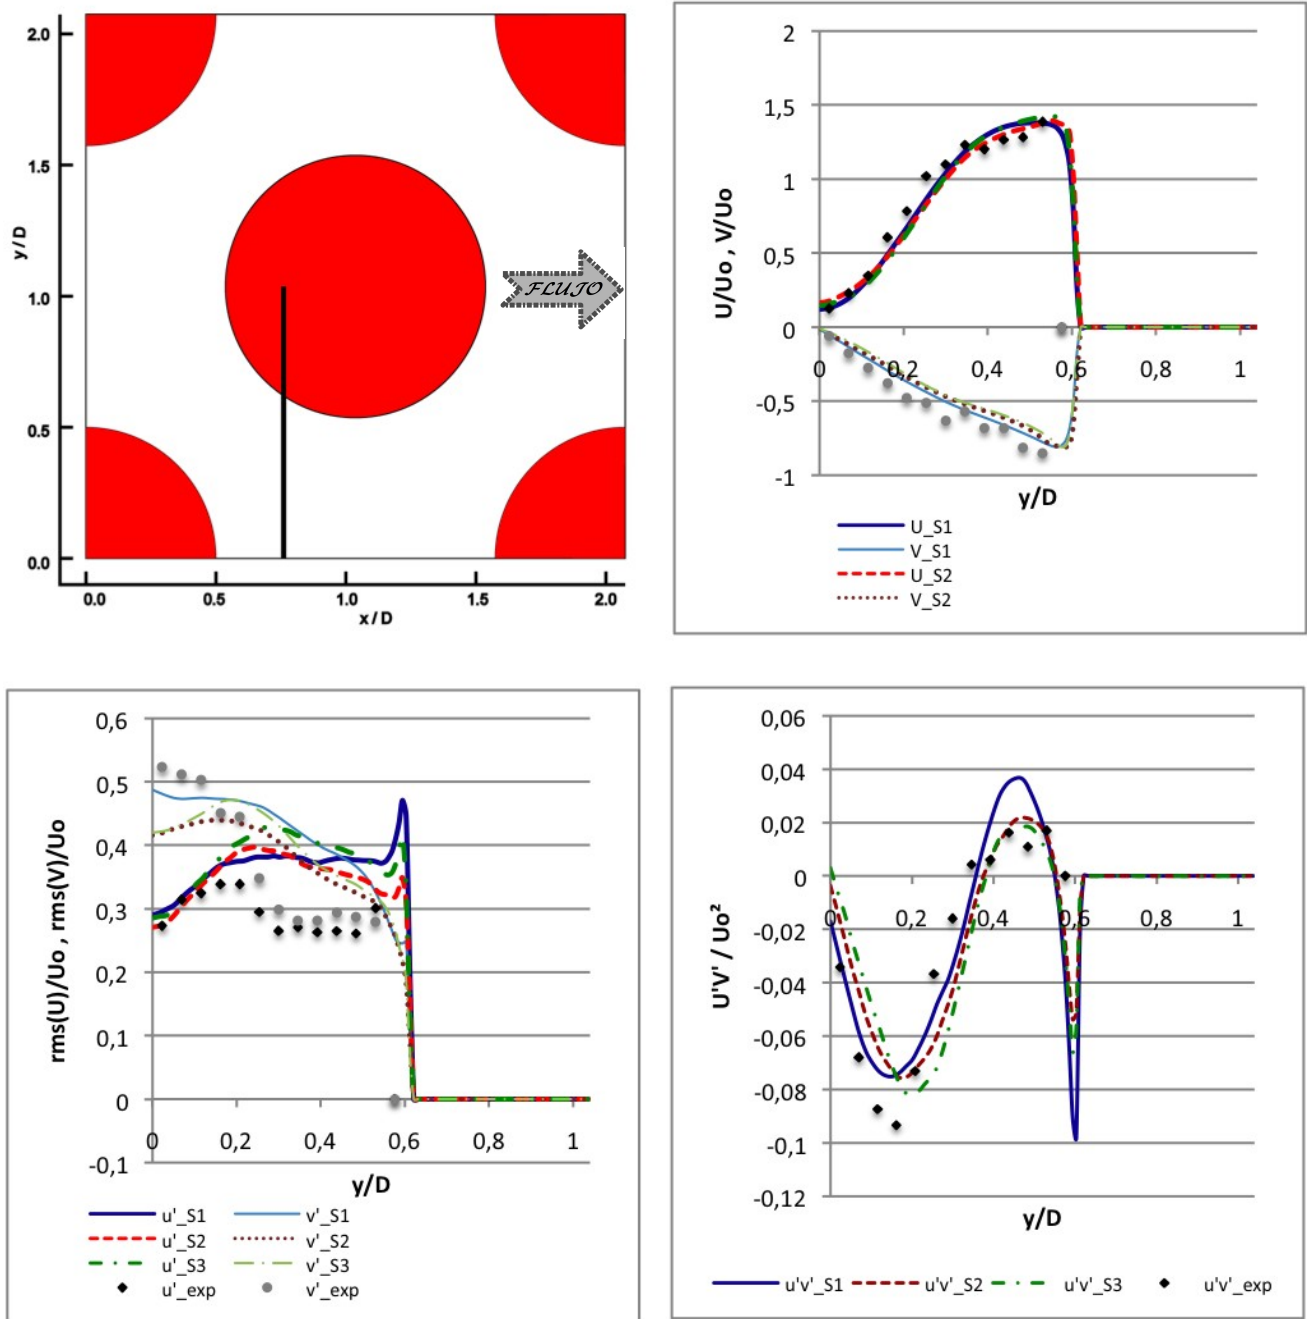 2.0
1.5
y/D
1.0
0.5
0.0
0.0 0.5 1.0 1.5 2.0
x/D
FLUJO
2
1,5
1
0,5
0
-0,5
-1
U/Uo , V/Uo
0 0,2 0,4 0,6 0,8 1
y/D
U_S1
V_S1
U_S2
V_S2
0,6
0,5
0,4
0,3
0,2
0,1
0
-0,1
rms(U)/Uo , rms(V)/Uo
0 0,2 0,4 0,6 0,8 1
y/D
u'_S1 v'_S1
u'_S2 v'_S2
u'_S3 v'_S3
u'_exp v'_exp
0,06
0,04
0,02
0
-0,02
-0,04
-0,06
-0,08
-0,1
-0,12
U'V' / Uo²
0 0,2 0,4 0,6 0,8 1
y/D
u'v'_S1 u'v'_S2 u'v'_S3 u'v'_exp